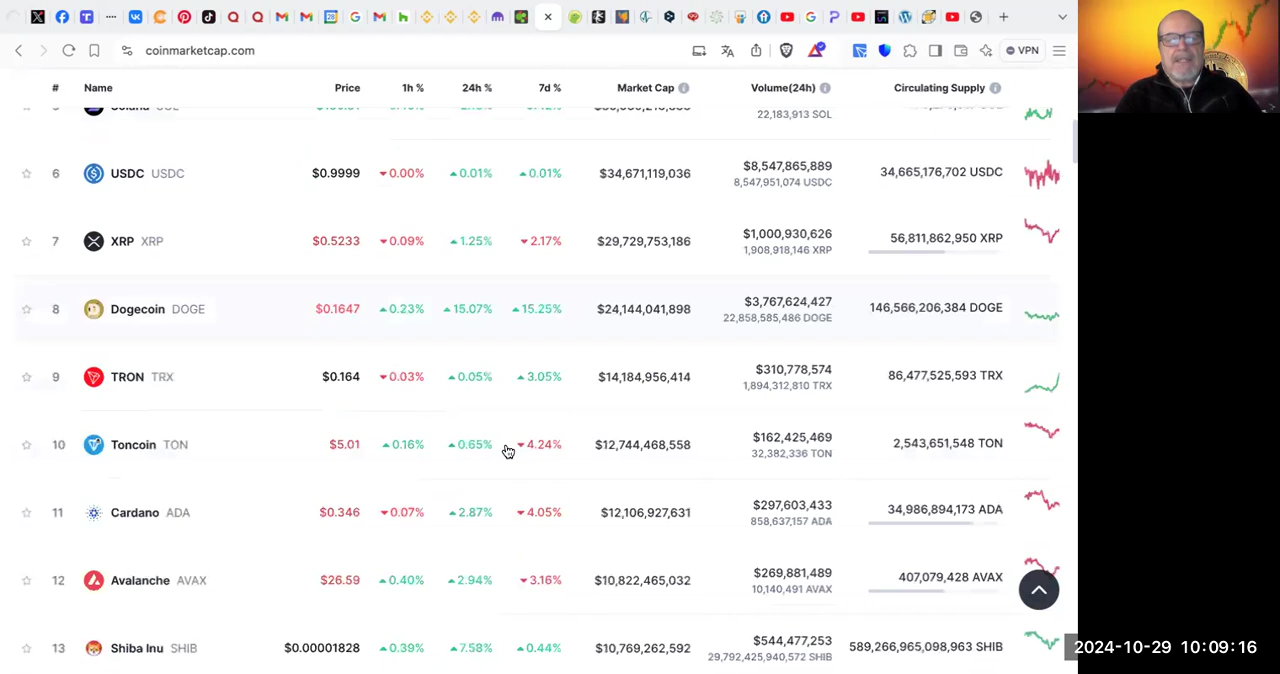 coinmarketcap.com
VPN
# Name Price 1h % 24h % 7d % Market Cap Volume(24h) Circulating Supply
22,183,913 SOL
6 USDC USDC $0.9999 0.00% 0.01% 0.01% $34,671,119,036 $8,547,865,889 34,665,176,702 USDC
8,547,951,074 USDC
7 XRP XRP $0.5233 0.09% 1.25% 2.17% $29,729,753,186 $1,000,930,626 56,811,862,950 XRP
1,908,918,146 XRP
8 Dogecoin DOGE $0.1647 0.23% 15.07% 15.25% $24,144,041,898 $3,767,624,427 146,566,206,384 DOGE
22,858,585,486 DOGE
9 TRON TRX $0.164 0.03% 0.05% 3.05% $14,184,956,414 $310,778,574 86,477,525,593 TRX
1,894,312,810 TRX
10 Toncoin TON $5.01 0.16% 0.65% 4.24% $12,744,468,558 $162,425,469 2,543,651,548 TON
32,382,336 TON
11 Cardano ADA $0.346 0.07% 2.87% 4.05% $12,106,927,631 $297,603,433 34,986,894,173 ADA
858,637,157 ADA
12 Avalanche AVAX $26.59 0.40% 2.94% 3.16% $10,822,465,032 $269,881,489 407,079,428 AVAX
10,140,491 AVAX
13 Shiba Inu SHIB $0.00001828 0.39% 7.58% 0.44% $10,769,262,592 $544,477,253 589,266,965,098,963 SHIB
29,792,425,940,572 SHIB
2024-10-29 10:09:16